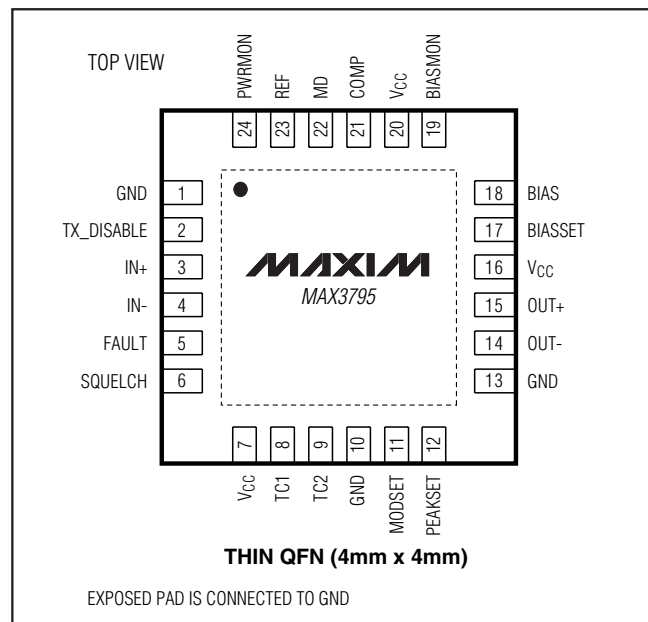 TOP VIEW
PWRMON
REF
MD
COMP
VCC
BIASMON
24
23
22
21
20
19
GND 1
TX_DISABLE 2
IN+ 3
IN- 4
FAULT 5
SQUELCH 6
18 BIAS
17 BIASSET
16 VCC
15 OUT+
14 OUT-
13 GND
MAXIM
MAX3795
7
8
9
10
11
12
VCC
TC1
TC2
GND
MODSET
PEAKSET
THIN QFN (4mm x 4mm)
EXPOSED PAD IS CONNECTED TO GND